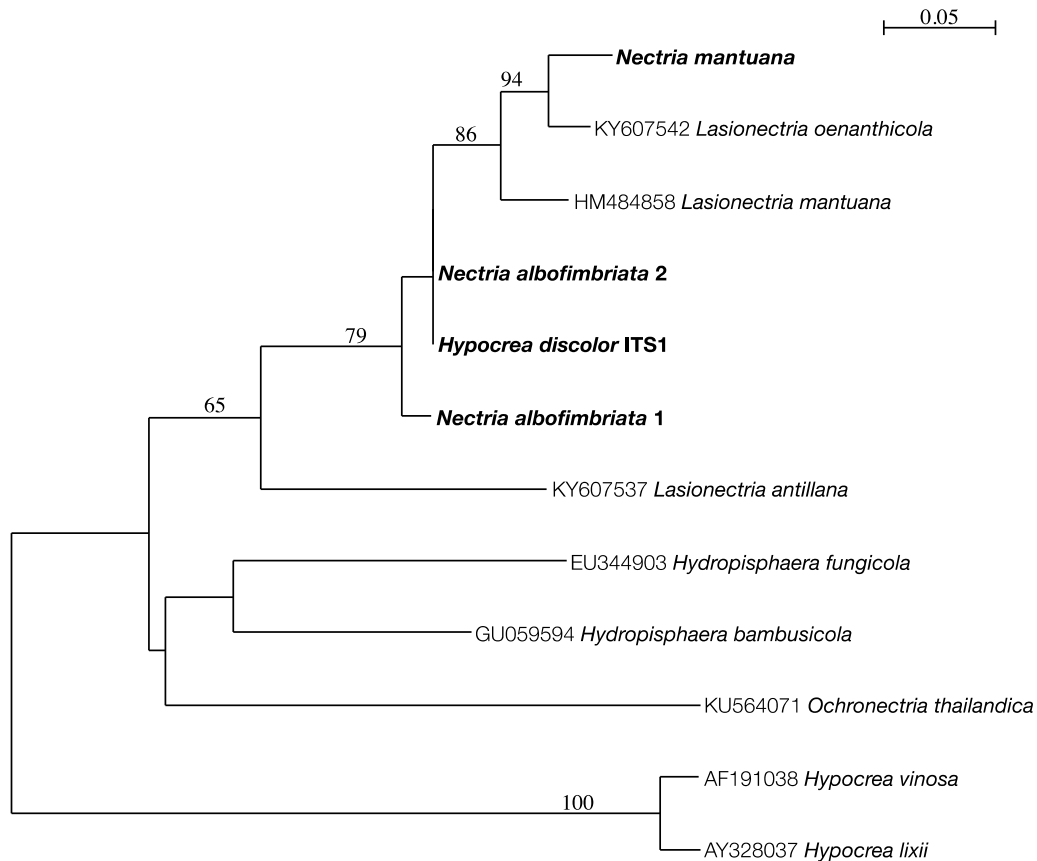 0.05
Nectria mantuana
94
KY607542 Lasionectria oenanthicola
86
HM484858 Lasionectria mantuana
Nectria albofimbriata 2
79
Hypocrea discolor ITS1
65
Nectria albofimbriata 1
KY607537 Lasionectria antillana
EU344903 Hydropisphaera fungicola
GU059594 Hydropisphaera bambusicola
KU564071 Ochronectria thailandica
AF191038 Hypocrea vinosa
100
AY328037 Hypocrea lixii